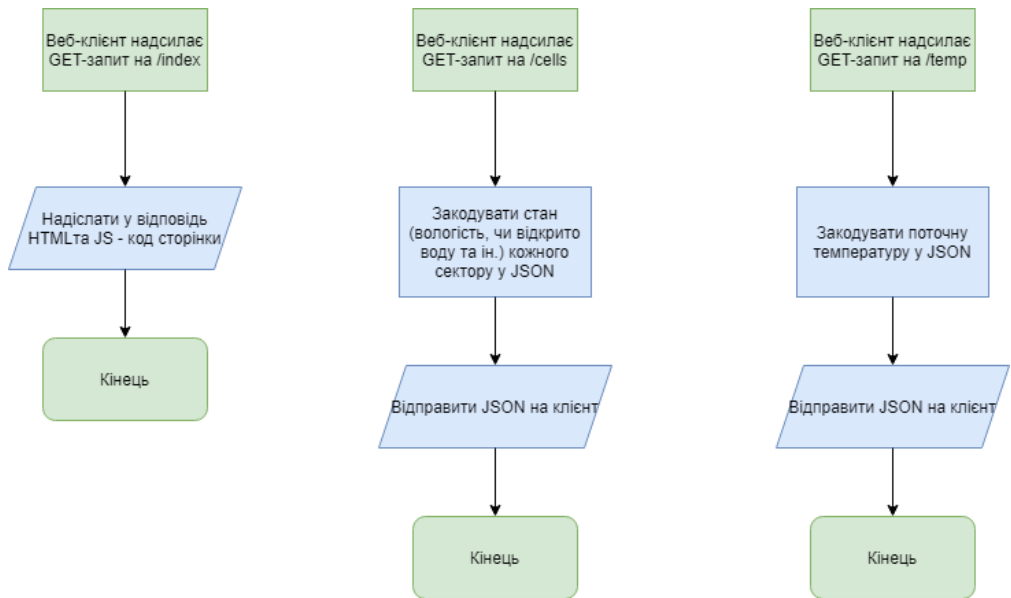 Веб-клієнт надсилає
GET-запит на /index
Надіслати у відповідь
HTMLта JS - код сторінки
Кінець
Веб-клієнт надсилає
GET-запит на /cells
Закодувати стан
(вологість, чи відкрито
воду та ін.) кожного
сектору у JSON
Відправити JSON на клієнт
Кінець
Веб-клієнт надсилає
GET-запит на /temp
Закодувати поточну
температуру у JSON
Відправити JSON на клієнт
Кінець